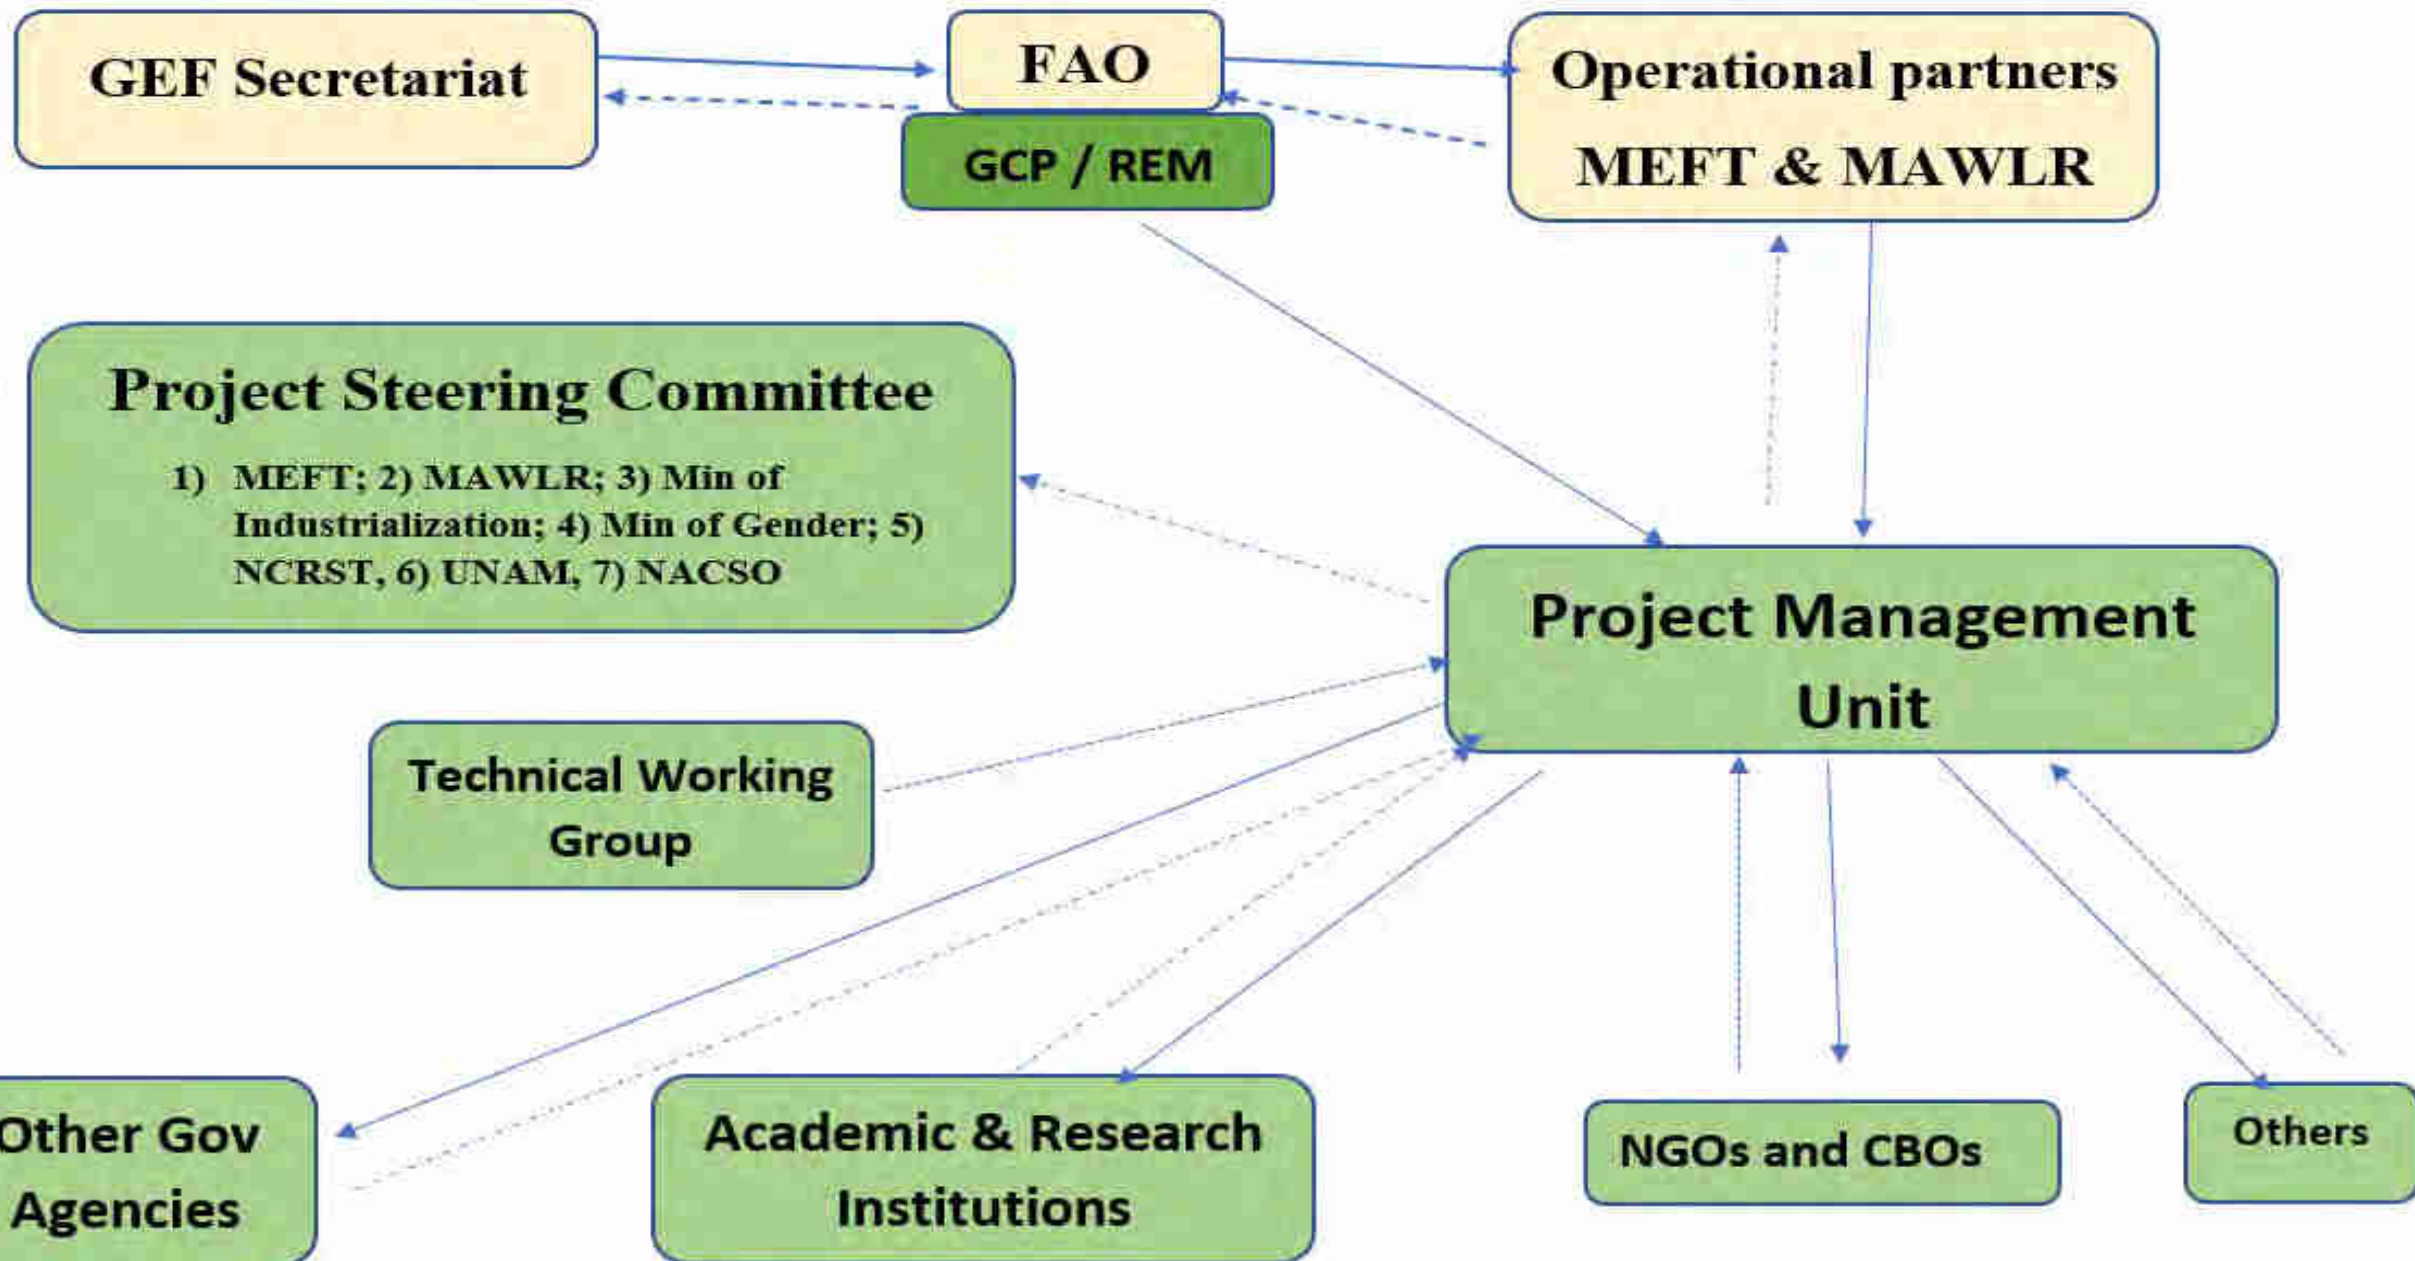 GEF Secretariat
FAO
Operational partners
MEFT & MAWLR
GCP / REM
Project Steering Committee
1) MEFT; 2) MAWLR; 3) Min of
Industrialization; 4) Min of Gender; 5)
NCRST, 6) UNAM, 7) NACSO
Project Management
Unit
Technical Working
Group
Other Gov
Agencies
Academic & Research
Institutions
NGOs and CBOs
Others